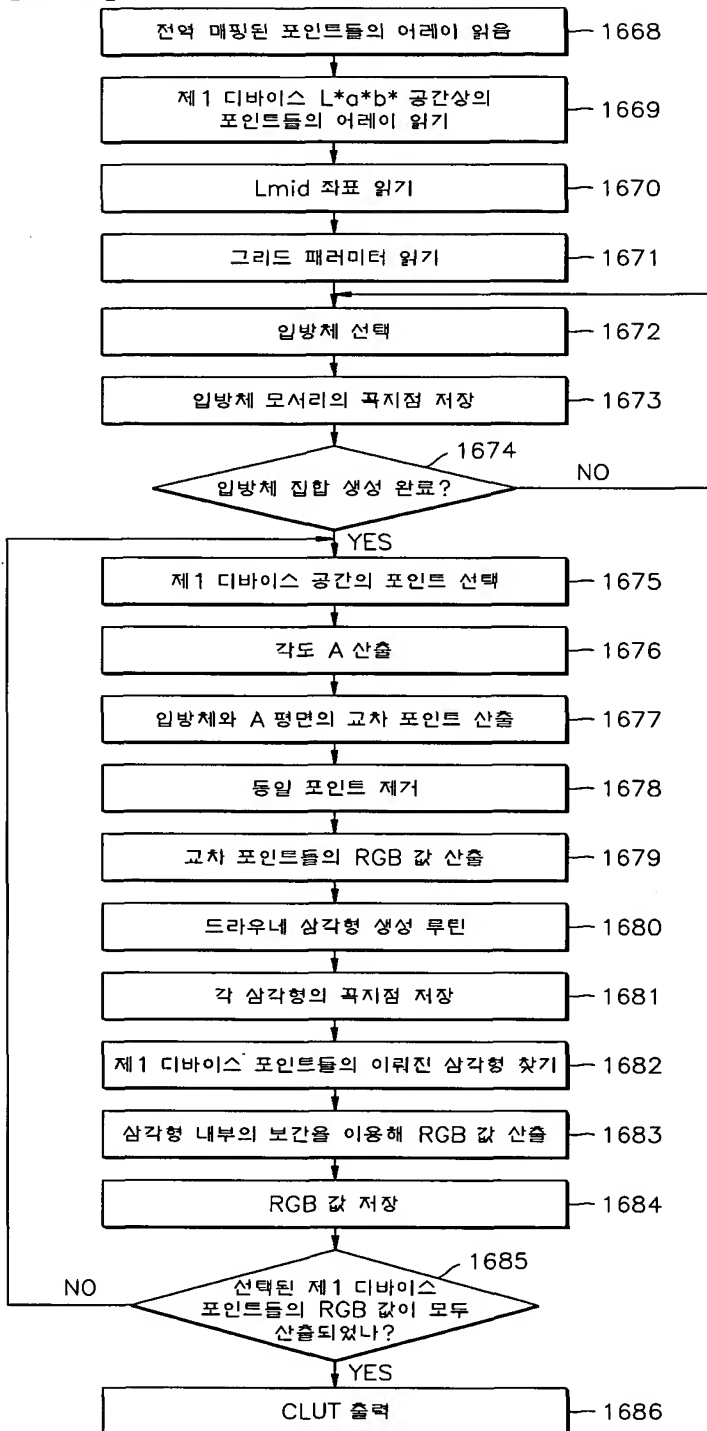 전역 매핑된 포인트들의 어레이 읽음
1668
제1 디바이스 L*a*b* 공간상의
포인트들의 어레이 읽기
1669
Lmid 좌표 읽기
1670
그리드 패러미터 읽기
1671
입방체 선택
1672
입방체 모서리의 꼭지점 저장
1673
1674
입방체 집합 생성 완료?
NO
YES
제1 디바이스 공간의 포인트 선택
1675
각도 A 산출
1676
입방체와 A 평면의 교차 포인트 산출
1677
동일 포인트 제거
1678
교차 포인트들의 RGB 값 산출
1679
드라우네 삼각형 생성 루틴
1680
각 삼각형의 꼭지점 저장
1681
제1 디바이스 포인트들의 이뤄진 삼각형 찾기
1682
삼각형 내부의 보간을 이용해 RGB 값 산출
1683
RGB 값 저장
1684
1685
NO
선택된 제1 디바이스
포인트들의 RGB 값이 모두
산출되었나?
YES
CLUT 출력
1686